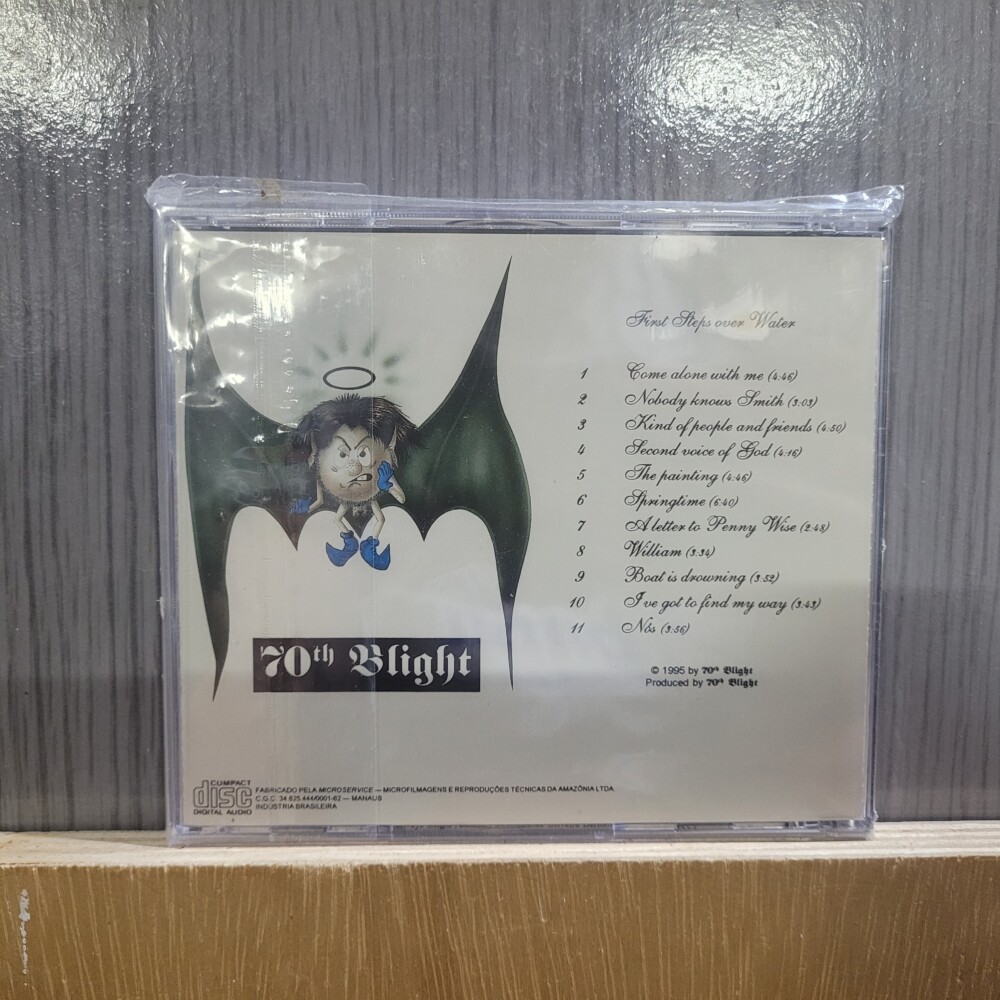 First Steps over Water
1 Come alone with me (4:46)
2 Nobody knows Smith (3:03)
3 Kind of people and friends (4:50)
4 Second voice of God (4:16)
5 The painting (4:46)
6 Springtime (6:40)
7 A letter to Penny Wise (2:48)
8 William (3:34)
9 Boat is drowning (3:52)
10 I've got to find my way (3:43)
11 Nós (3:56)
70th Blight
© 1995 by 70th Blight
Produced by 70th Blight
COMPACT
disc
DIGITAL AUDIO
FABRICADO PELA MICROSERVICE — MICROFILMAGENS E REPRODUÇÕES TÉCNICAS DA AMAZÔNIA LTDA.
C.G.C. 34.525.444/0001-62 — MANAUS
INDÚSTRIA BRASILEIRA